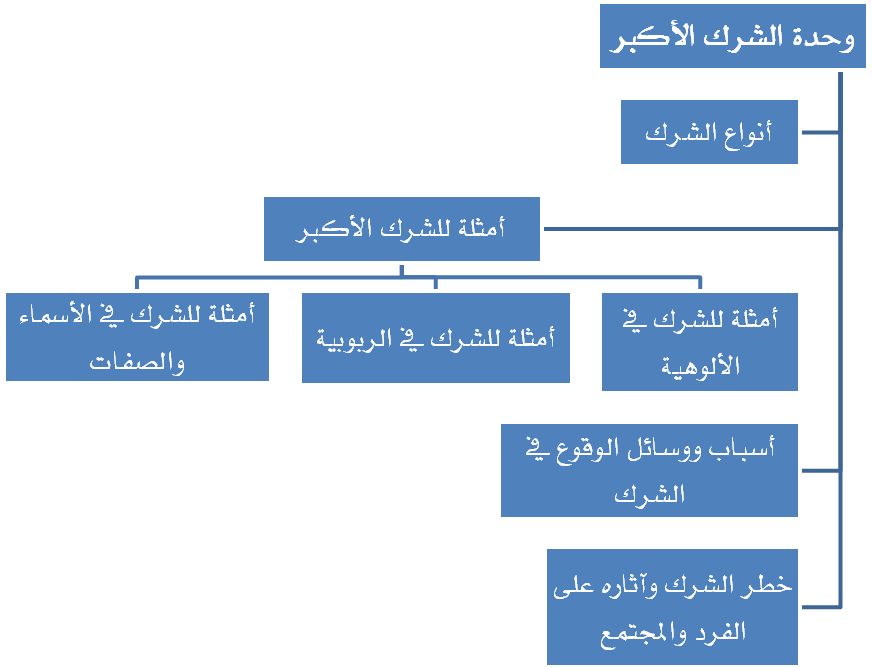 وحدة الشرك الأكبر
أنواع الشرك
أمثلة للشرك الأكبر
أمثلة للشرك في
الألوهية
أمثلة للشرك في الربوبية
أمثلة للشرك في الأسماء
والصفات
أسباب ووسائل الوقوع في
الشرك
خطر الشرك وآثاره على
الفرد والمجتمع